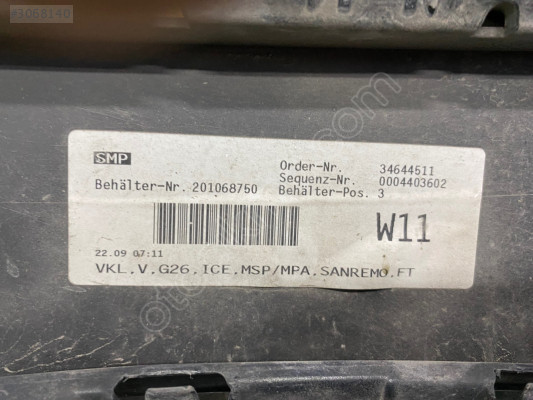 #3068140
SMP
Order-Nr. 34644511
Sequenz-Nr. 0004403602
Behälter-Nr. 201068750 Behälter-Pos. 3
W11
22.09 07:11
VKL.V.G26.ICE.MSP/MPA.SANREMO.FT